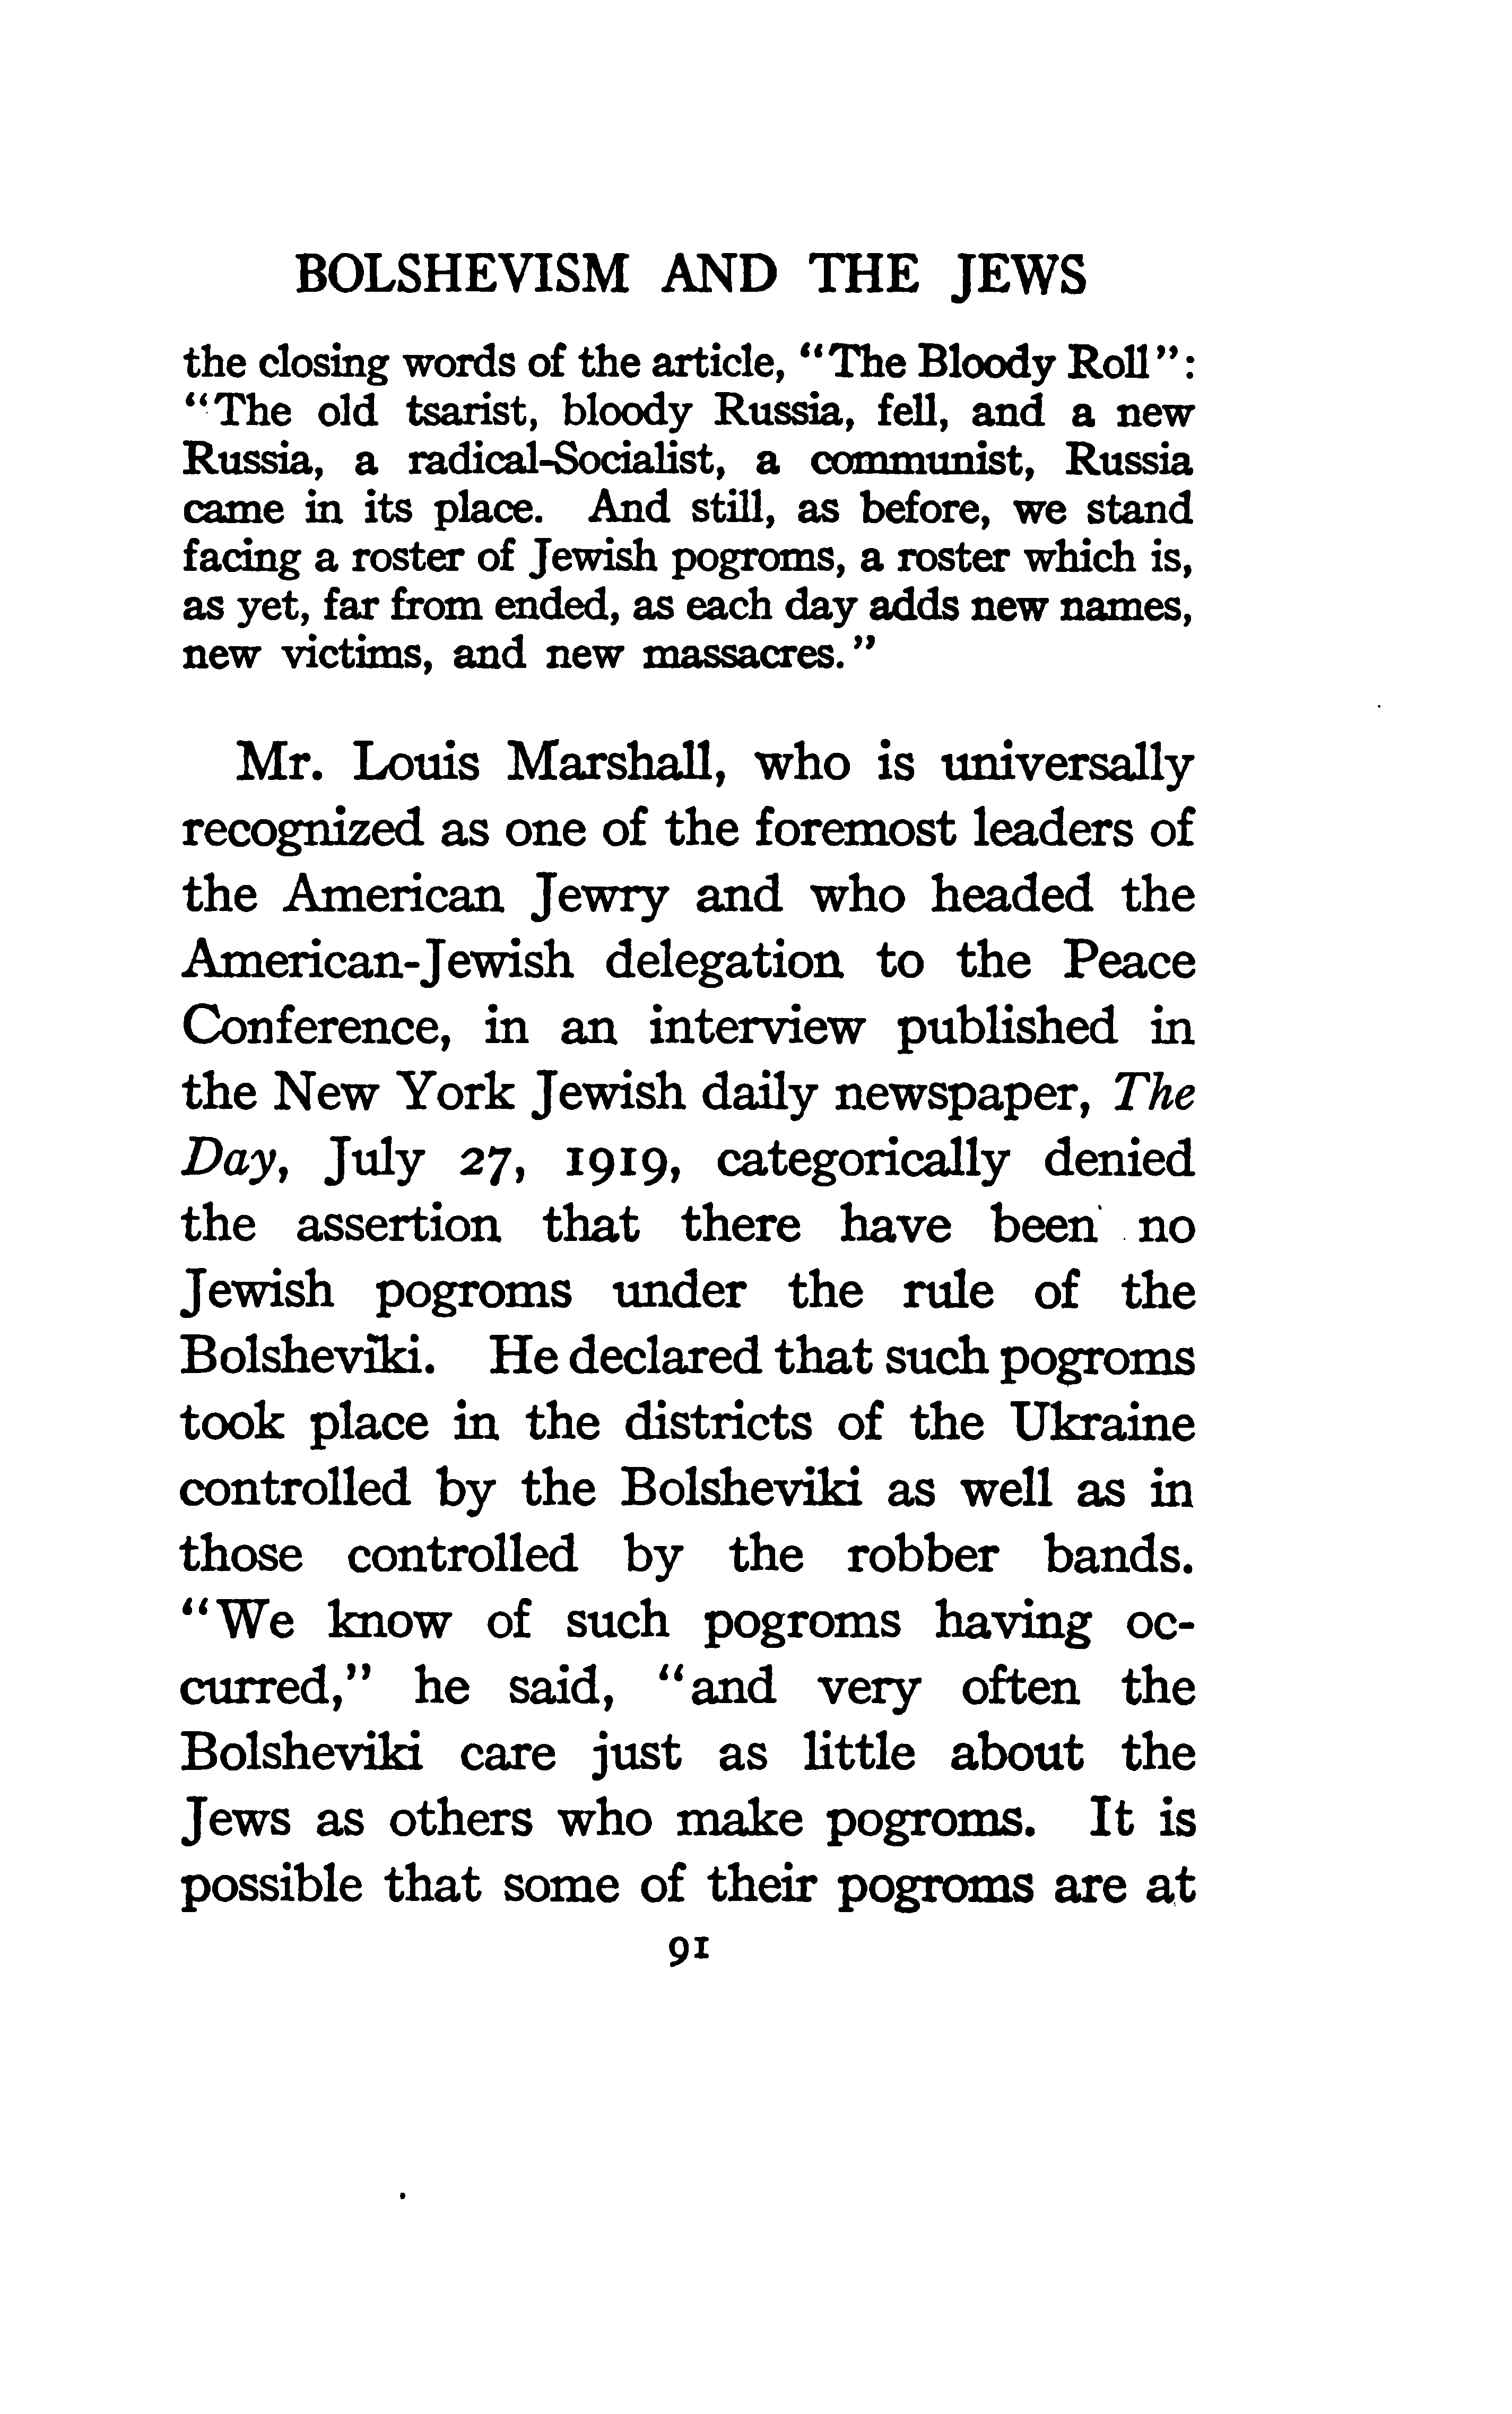 BOLSHEVISM AND THE JEWS
the closing words of the article, "The Bloody Roll":
"The old tsarist, bloody Russia, fell, and a new
Russia, a radical-Socialist, a communist, Russia
came in its place. And still, as before, we stand
facing a roster of Jewish pogroms, a roster which is,
as yet, far from ended, as each day adds new names,
new victims, and new massacres."
Mr. Louis Marshall, who is universally
recognized as one of the foremost leaders of
the American Jewry and who headed the
American-Jewish delegation to the Peace
Conference, in an interview published in
the New York Jewish daily newspaper, The
Day, July 27, 1919, categorically denied
the assertion that there have been no
Jewish pogroms under the rule of the
Bolsheviki. He declared that such pogroms
took place in the districts of the Ukraine
controlled by the Bolsheviki as well as in
those controlled by the robber bands.
"We know of such pogroms having oc-
curred," he said, "and very often the
Bolsheviki care just as little about the
Jews as others who make pogroms. It is
possible that some of their pogroms are at
91